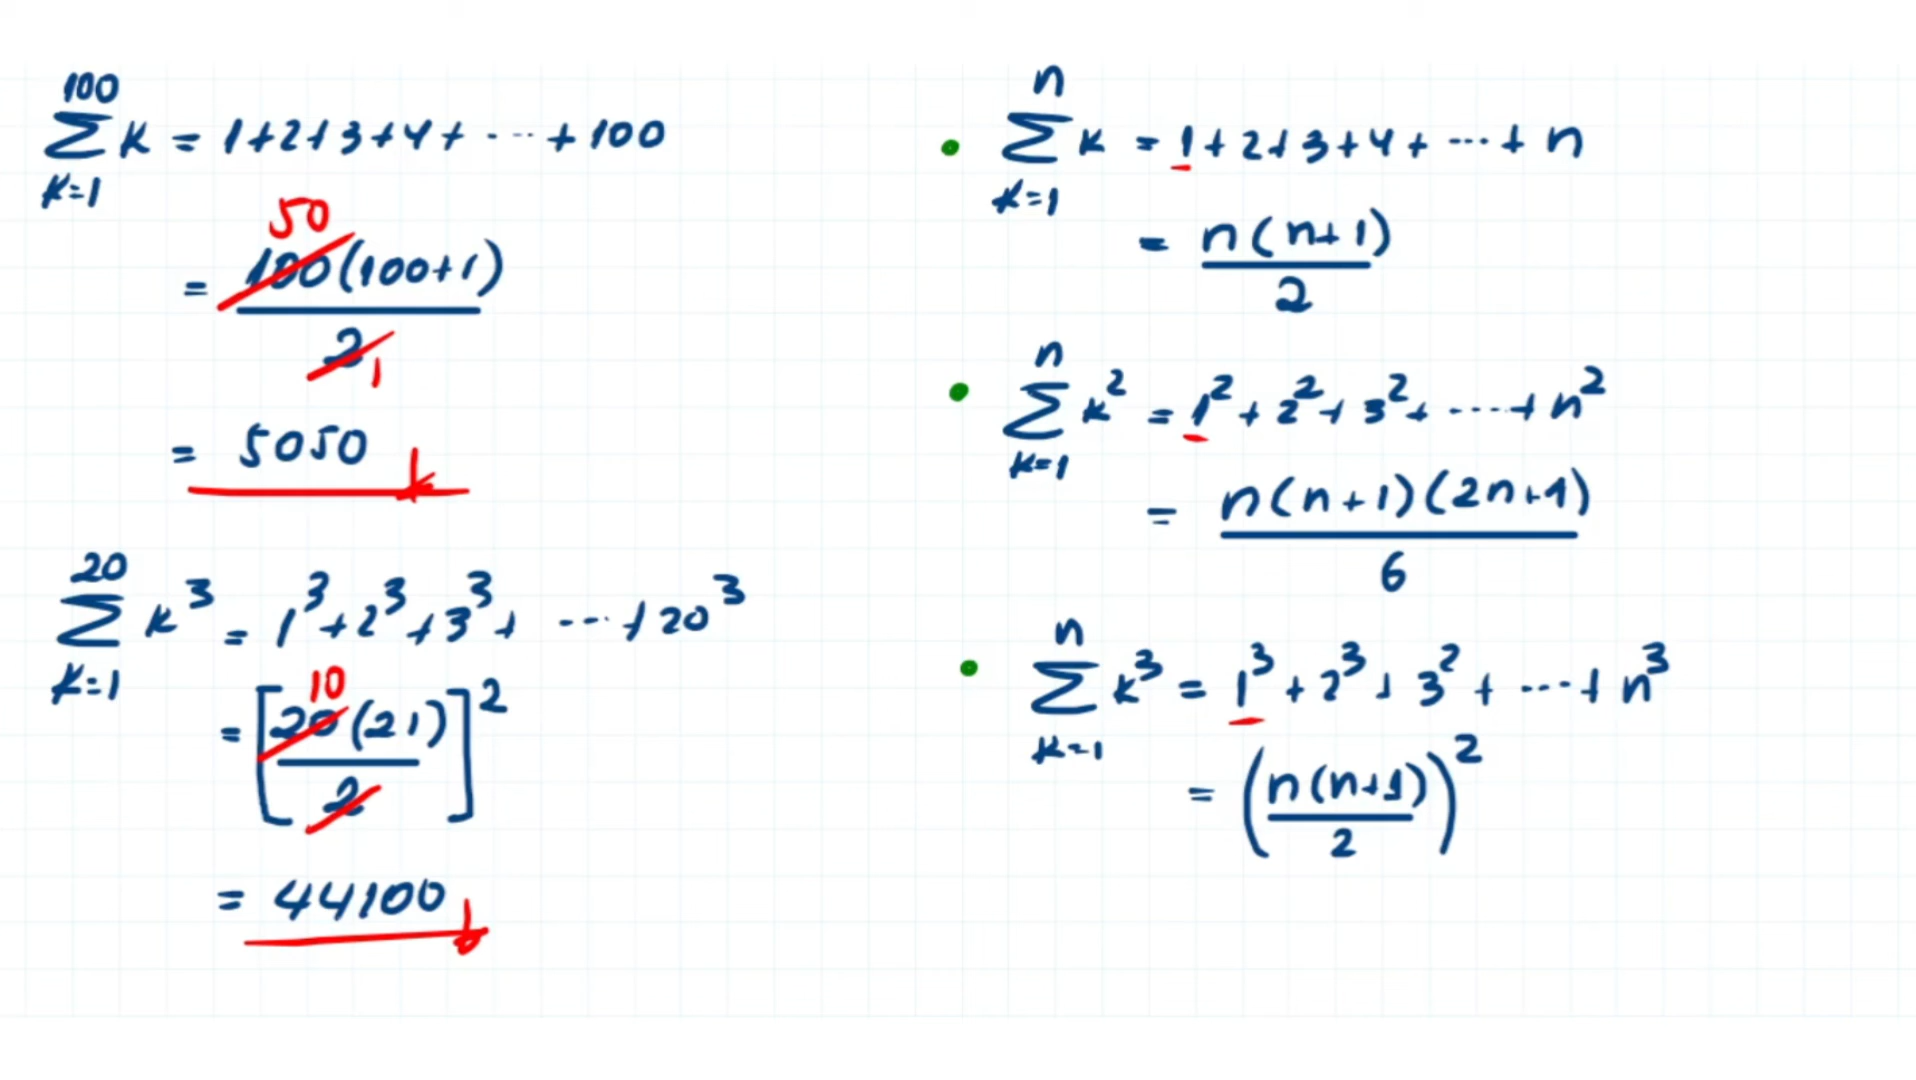 100
∑ K = 1+2+3+4+ ---- + 100
K=1
50
= 100(100+1)
2 1
= 5050
20
∑ K³ = 1³+2³+3³+ ---- +20³
K=1
10
= [20(21)]²
2
= 44100
n
• ∑ K = 1+2+3+4+ ---- + n
K=1
= n(n+1)
2
n
• ∑ K² = 1²+2²+3²+ ---- + n²
K=1
= n(n+1)(2n+1)
6
n
• ∑ K³ = 1³+2³+3²+ ---- + n³
K=1
= (n(n+1))²
2